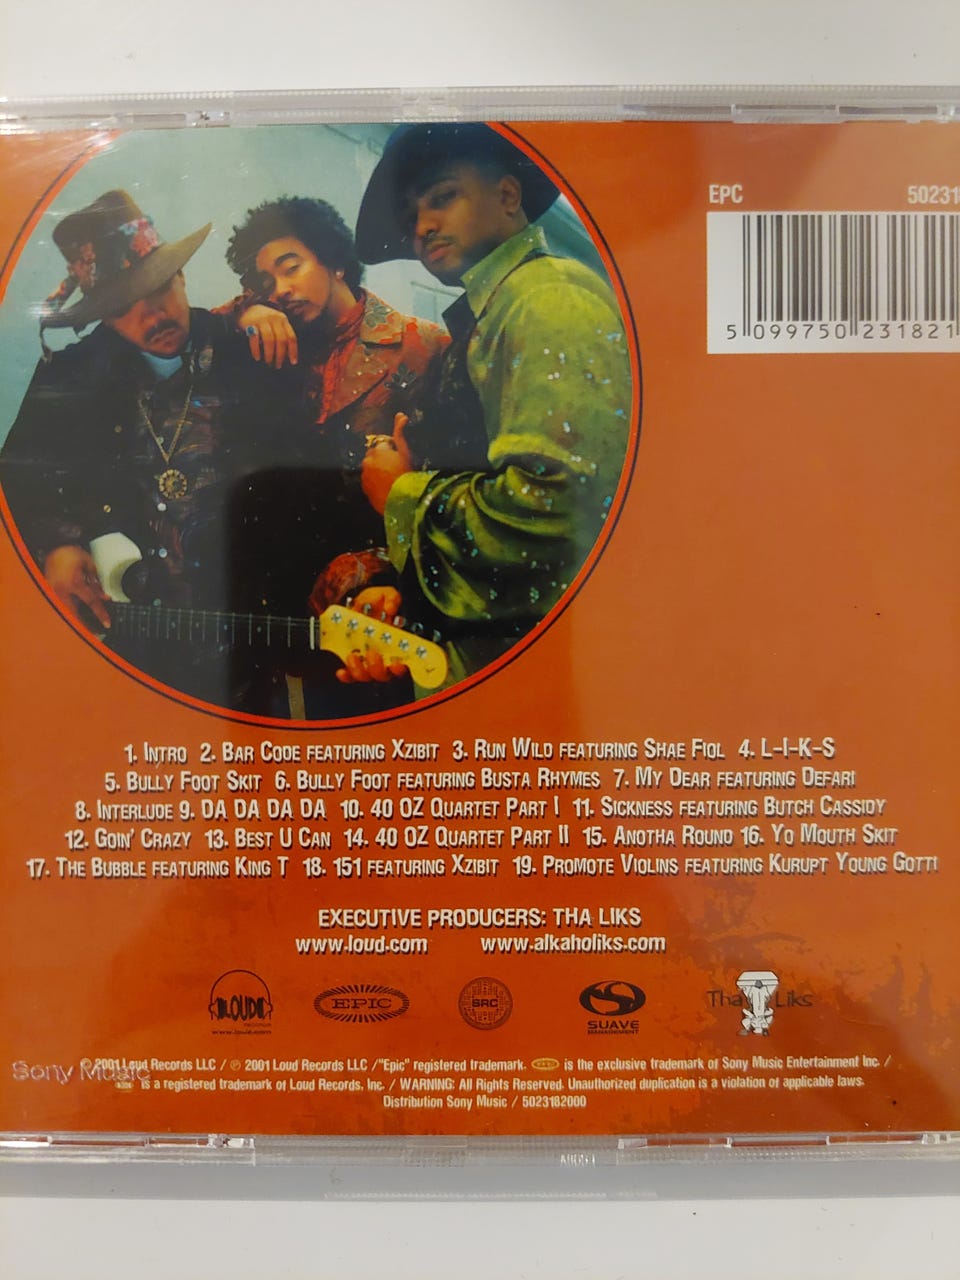 EPC 50231
5 099750 231821
1. INTRO 2. BAR CODE FEATURING XZIBIT 3. RUN WILD FEATURING SHAE FIOL 4. L-I-K-S
5. BULLY FOOT SKIT 6. BULLY FOOT FEATURING BUSTA RHYMES 7. MY DEAR FEATURING DEFARI
8. INTERLUDE 9. DA DA DA DA 10. 40 OZ QUARTET PART I 11. SICKNESS FEATURING BUTCH CASSIDY
12. GOIN' CRAZY 13. BEST U CAN 14. 40 OZ QUARTET PART II 15. ANOTHA ROUND 16. YO MOUTH SKIT
17. THE BUBBLE FEATURING KING T 18. 151 FEATURING XZIBIT 19. PROMOTE VIOLINS FEATURING KURUPT YOUNG GOTTI
EXECUTIVE PRODUCERS: THA LIKS
www.loud.com www.alkaholiks.com
LOUD records www.loud.com EPIC SRC SUAVE MANAGEMENT Tha Liks
Sony Music
© 2001 Loud Records LLC / ℗ 2001 Loud Records LLC /"Epic" registered trademark. is the exclusive trademark of Sony Music Entertainment Inc. /
is a registered trademark of Loud Records, Inc. / WARNING: All Rights Reserved. Unauthorized duplication is a violation of applicable laws.
Distribution Sony Music / 5023182000